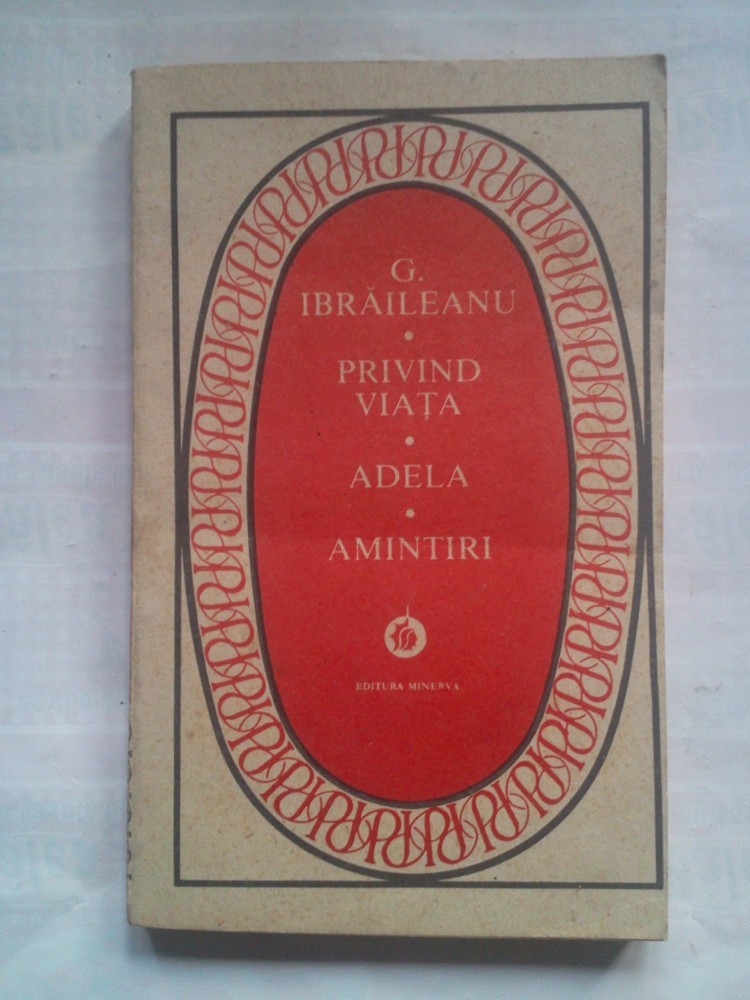 G.
IBRĂILEANU
•
PRIVIND
VIAȚA
•
ADELA
•
AMINTIRI
EDITURA MINERVA